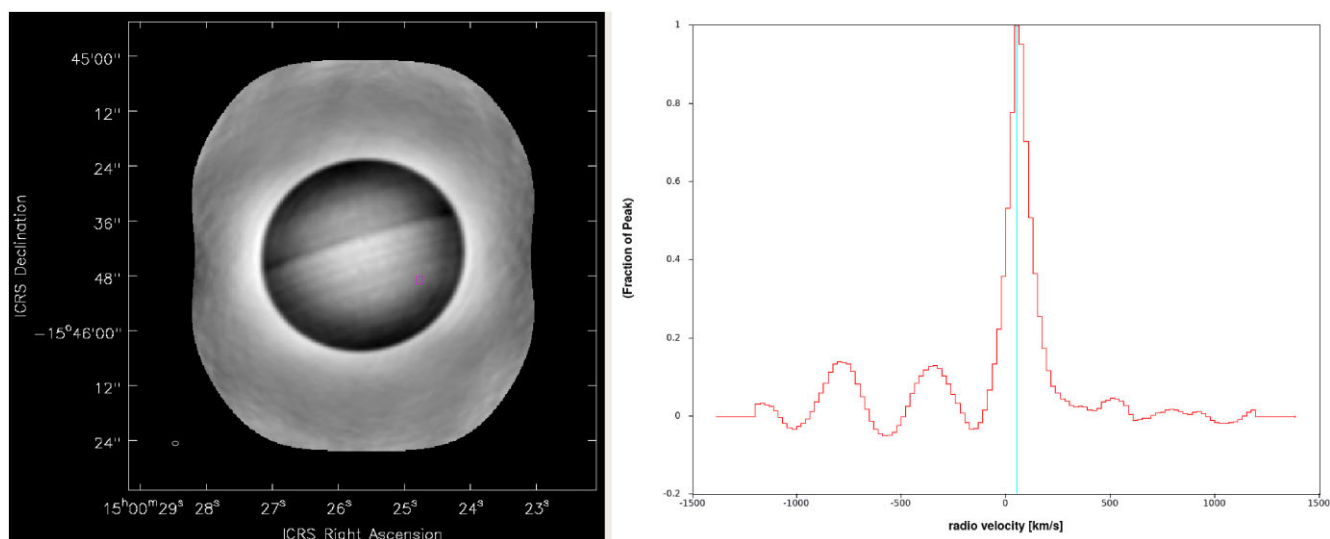 45'00"
12"
24"
36"
48"
−15°46'00"
12"
24"
ICRS Declination
15ʰ00ᵐ29ˢ
28ˢ
27ˢ
26ˢ
25ˢ
24ˢ
23ˢ
ICRS Right Ascension
1
0.8
0.6
0.4
0.2
0
-0.2
(Fraction of Peak)
-1500
-1000
-500
0
500
1000
1500
radio velocity [km/s]